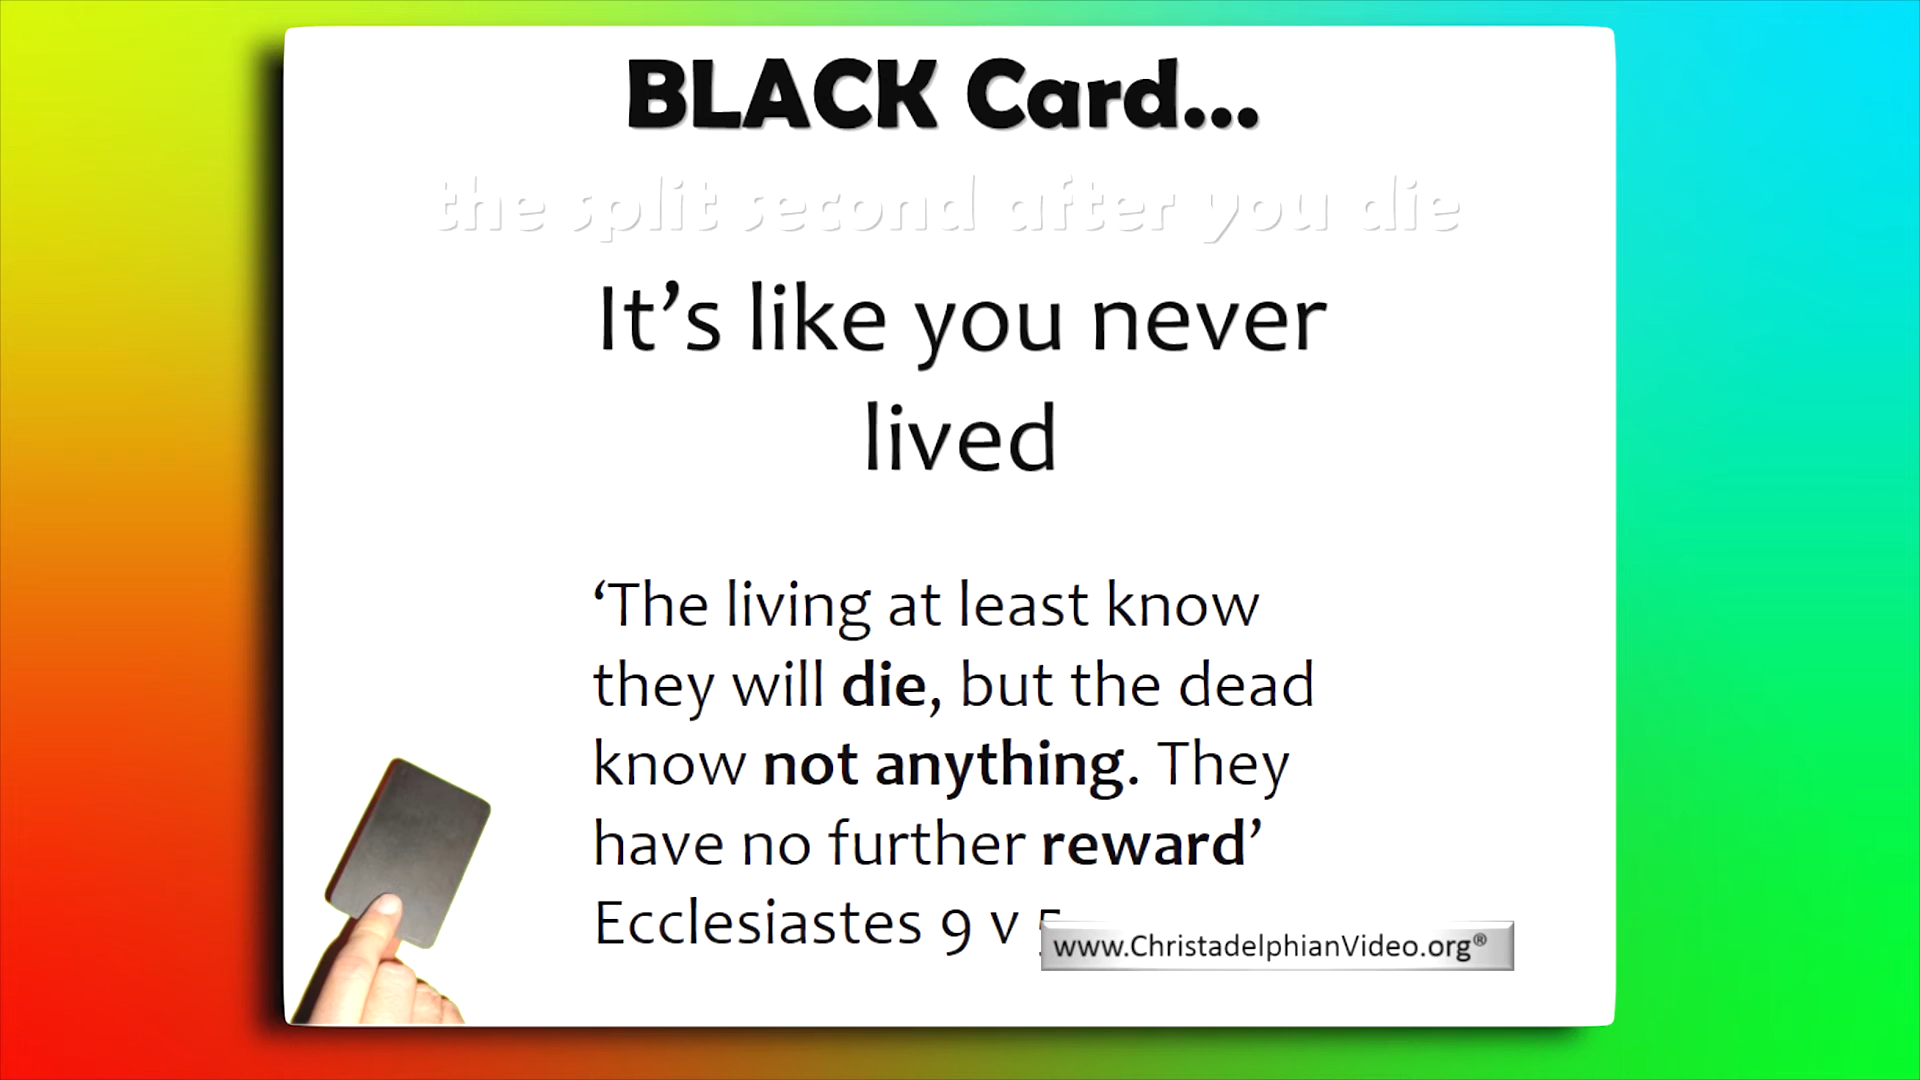 BLACK Card...
the split second after you die
It’s like you never
lived
‘The living at least know
they will die, but the dead
know not anything. They
have no further reward’
Ecclesiastes 9 v 5
www.ChristadelphianVideo.org®